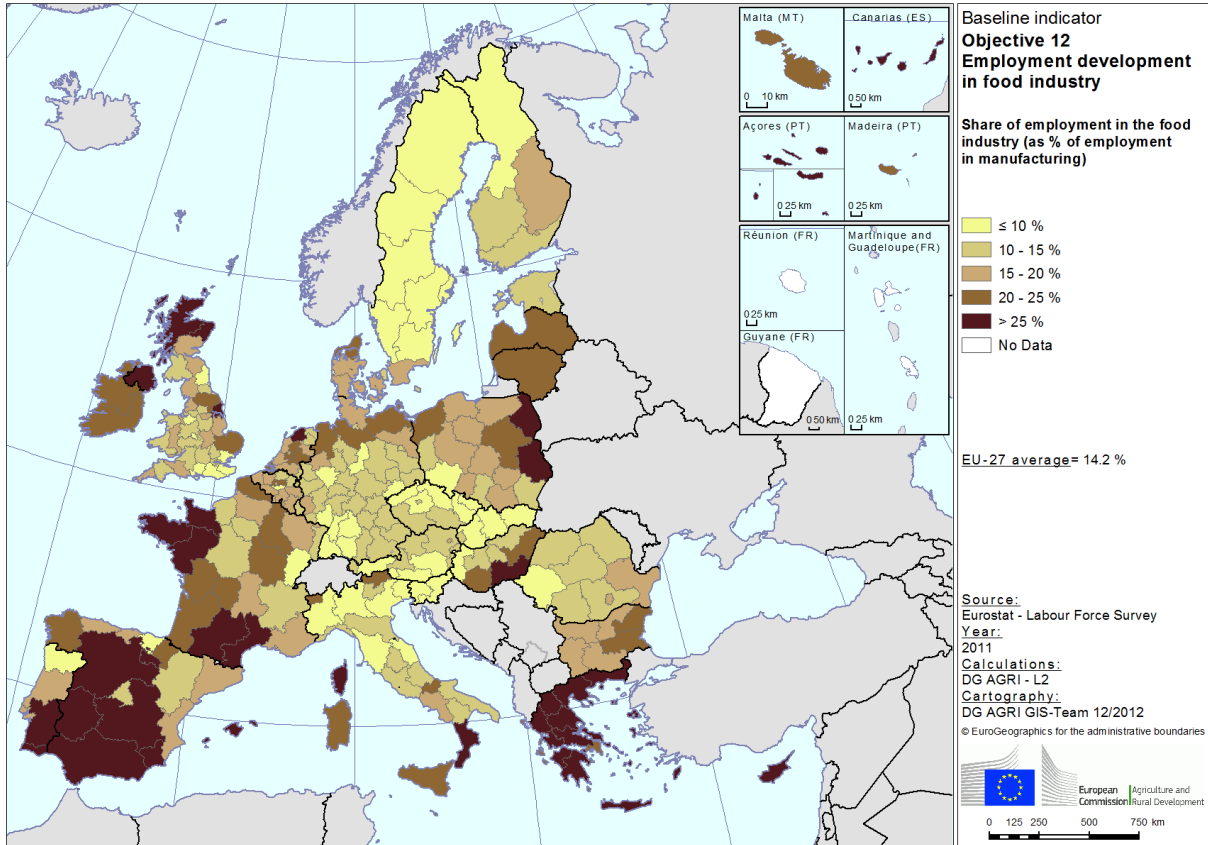 Malta (MT)
0 10 km
Canarias (ES)
0 50 km
Açores (PT)
0 25 km
Madeira (PT)
0 25 km
Réunion (FR)
0 25 km
Martinique and
Guadeloupe(FR)
0 25 km
Guyane (FR)
0 50 km
Baseline indicator
Objective 12
Employment development
in food industry
Share of employment in the food
industry (as % of employment
in manufacturing)
≤ 10 %
10 - 15 %
15 - 20 %
20 - 25 %
> 25 %
No Data
EU-27 average= 14.2 %
Source:
Eurostat - Labour Force Survey
Year:
2011
Calculations:
DG AGRI - L2
Cartography:
DG AGRI GIS-Team 12/2012
© EuroGeographics for the administrative boundaries
European
Commission
Agriculture and
Rural Development
0 125 250 500 750 km